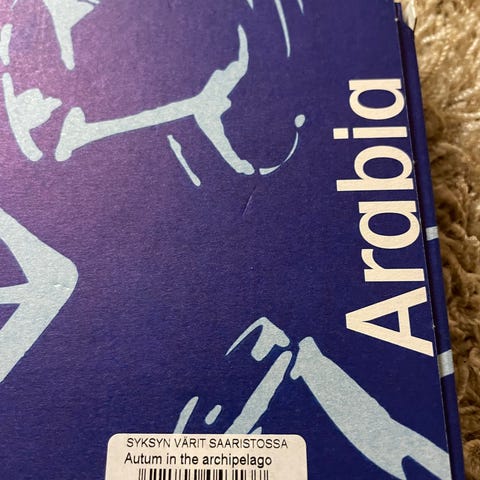 Arabia
SYKSYN VÄRIT SAARISTOSSA
Autum in the archipelago